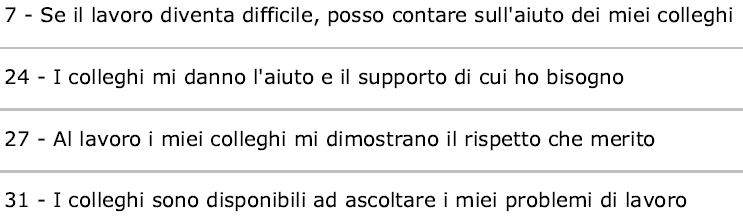 7 - Se il lavoro diventa difficile, posso contare sull'aiuto dei miei colleghi
24 - I colleghi mi danno l'aiuto e il supporto di cui ho bisogno
27 - Al lavoro i miei colleghi mi dimostrano il rispetto che merito
31 - I colleghi sono disponibili ad ascoltare i miei problemi di lavoro